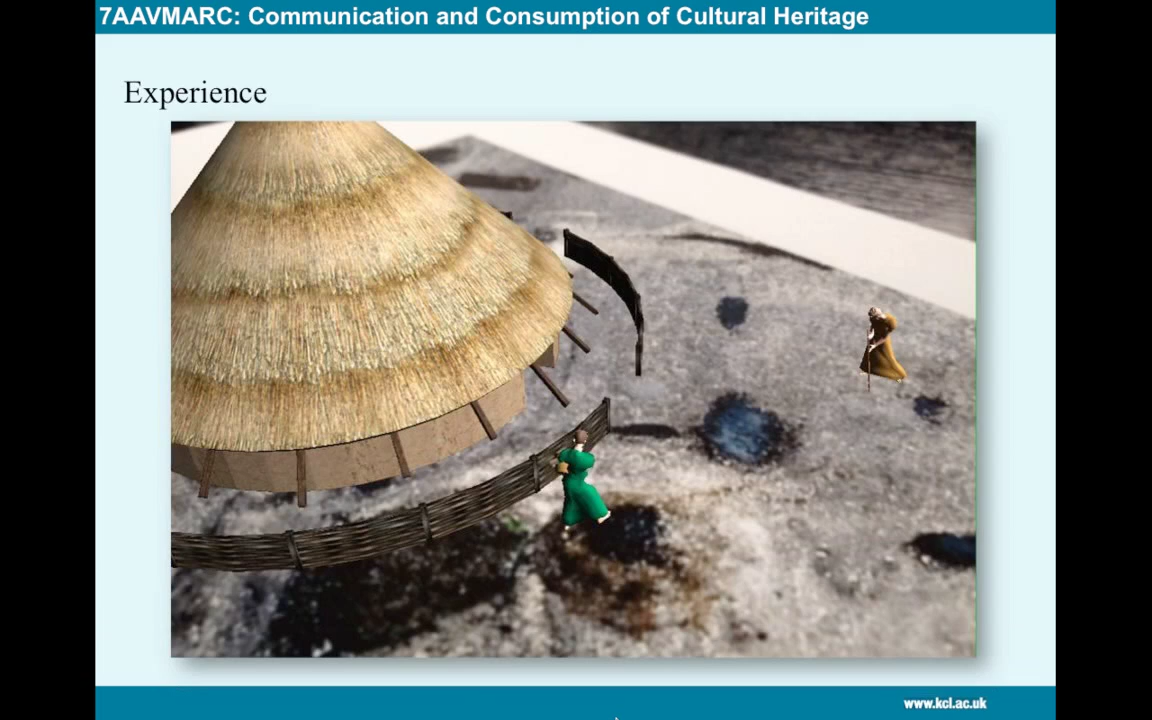 7AAVMARC: Communication and Consumption of Cultural Heritage
Experience
www.kcl.ac.uk